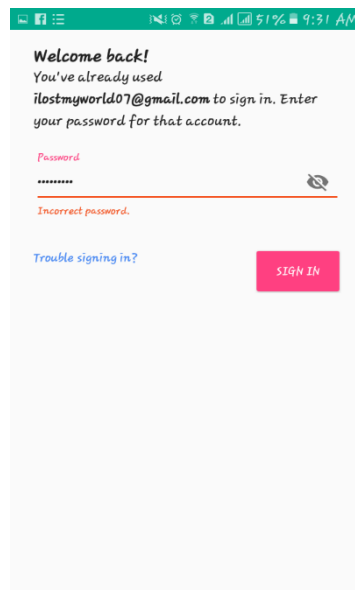 51% 9:31 AM
Welcome back!
You've already used
ilostmyworld07@gmail.com to sign in. Enter
your password for that account.
Password
•••••••••
Incorrect password.
Trouble signing in?
SIGN IN